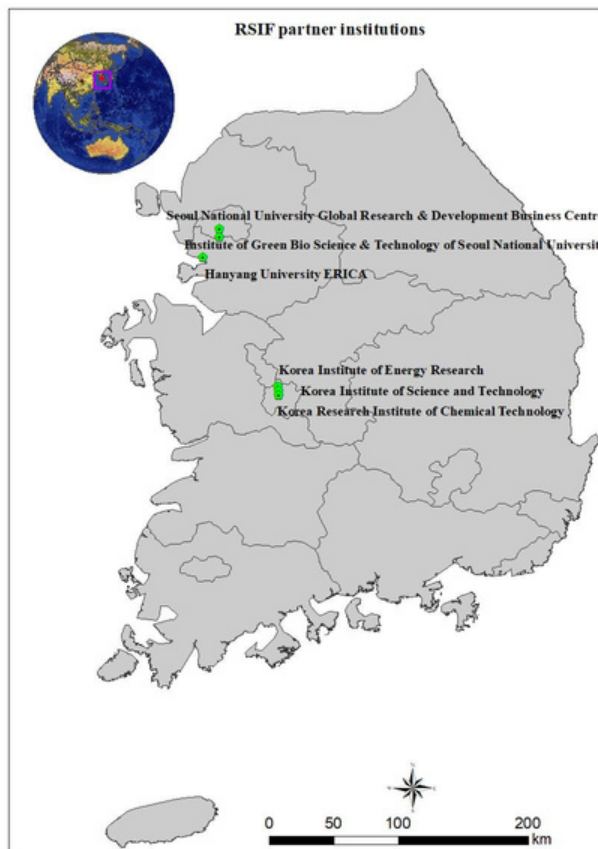 RSIF partner institutions
Seoul National University Global Research & Development Business Centr
Institute of Green Bio Science & Technology of Seoul National Universit
Hanyang University ERICA
Korea Institute of Energy Research
Korea Institute of Science and Technology
Korea Research Institute of Chemical Technology
0 50 100 200
km